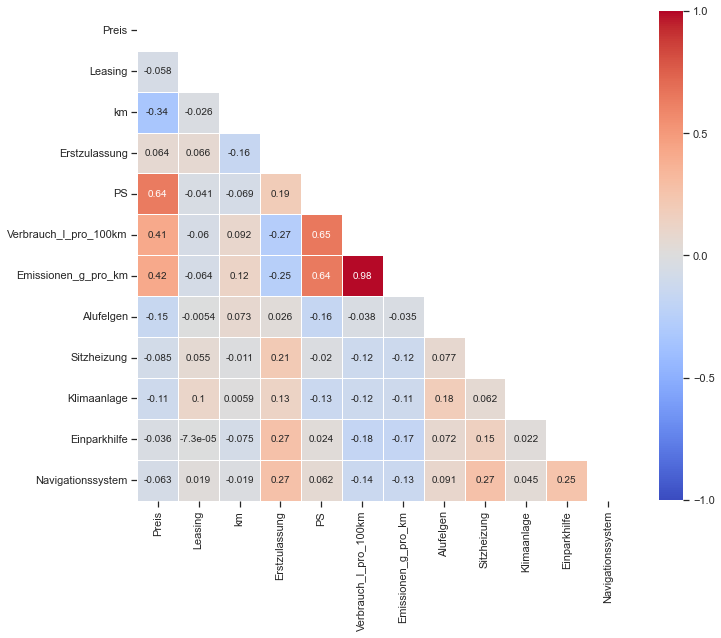 Preis
Leasing -0.058
km -0.34 -0.026
Erstzulassung 0.064 0.066 -0.16
PS 0.64 -0.041 -0.069 0.19
Verbrauch_l_pro_100km 0.41 -0.06 0.092 -0.27 0.65
Emissionen_g_pro_km 0.42 -0.064 0.12 -0.25 0.64 0.98
Alufelgen -0.15 -0.0054 0.073 0.026 -0.16 -0.038 -0.035
Sitzheizung -0.085 0.055 -0.011 0.21 -0.02 -0.12 -0.12 0.077
Klimaanlage -0.11 0.1 0.0059 0.13 -0.13 -0.12 -0.11 0.18 0.062
Einparkhilfe -0.036 -7.3e-05 -0.075 0.27 0.024 -0.18 -0.17 0.072 0.15 0.022
Navigationssystem -0.063 0.019 -0.019 0.27 0.062 -0.14 -0.13 0.091 0.27 0.045 0.25
Preis
Leasing
km
Erstzulassung
PS
Verbrauch_l_pro_100km
Emissionen_g_pro_km
Alufelgen
Sitzheizung
Klimaanlage
Einparkhilfe
Navigationssystem
1.0
0.5
0.0
−0.5
−1.0